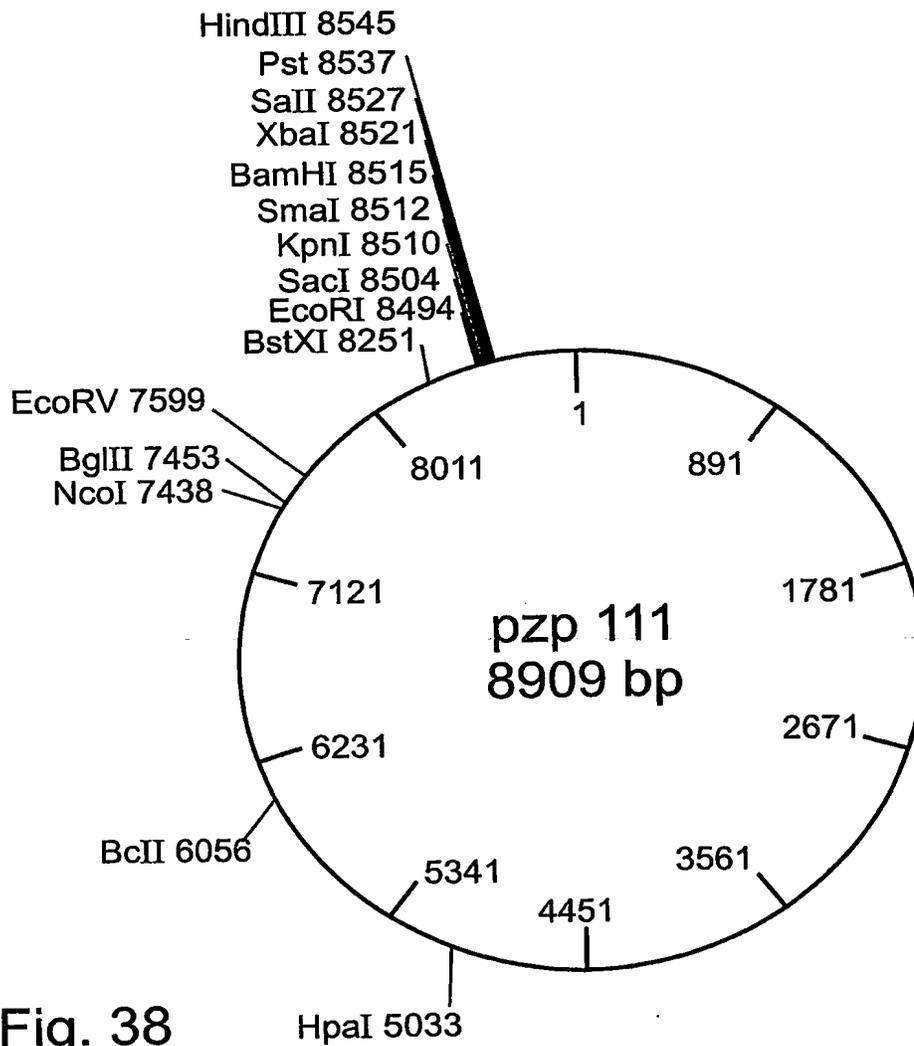 HindIII 8545
Pst 8537
SaII 8527
XbaI 8521
BamHI 8515
SmaI 8512
KpnI 8510
SacI 8504
EcoRI 8494
BstXI 8251
EcoRV 7599
BglII 7453
NcoI 7438
1
891
8011
1781
7121
pzp 111
8909 bp
2671
6231
BcII 6056
3561
5341
4451
HpaI 5033
Fig. 38